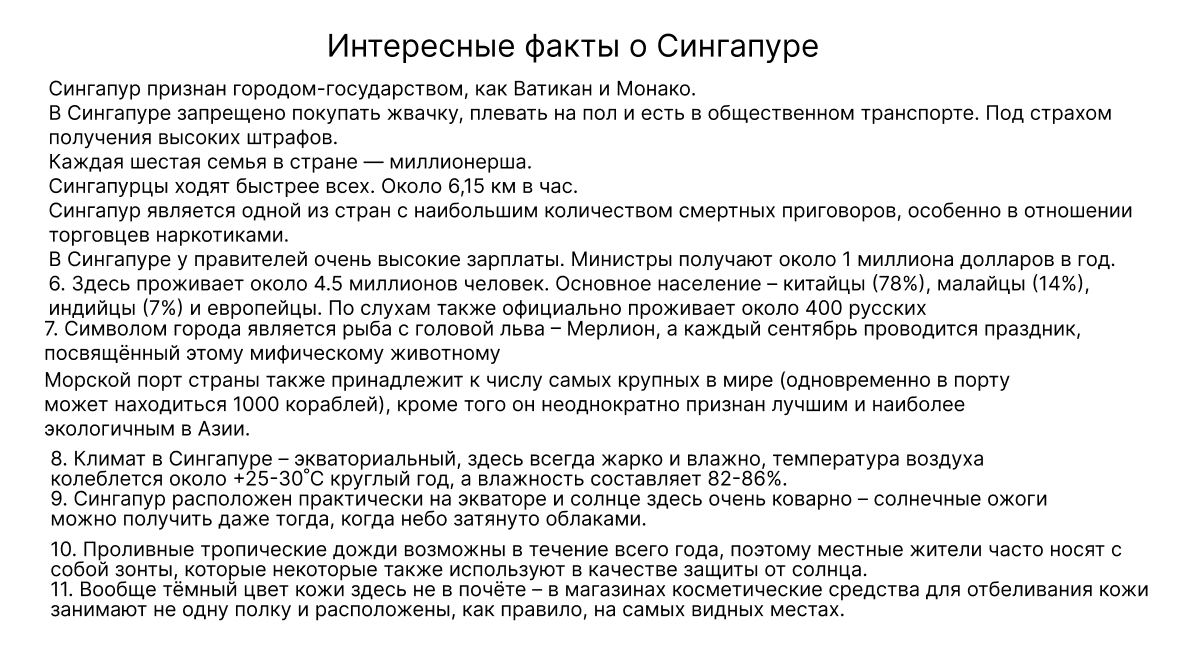 Интересные факты о Сингапуре
Сингапур признан городом-государством, как Ватикан и Монако.
В Сингапуре запрещено покупать жвачку, плевать на пол и есть в общественном транспорте. Под страхом
получения высоких штрафов.
Каждая шестая семья в стране — миллионерша.
Сингапурцы ходят быстрее всех. Около 6,15 км в час.
Сингапур является одной из стран с наибольшим количеством смертных приговоров, особенно в отношении
торговцев наркотиками.
В Сингапуре у правителей очень высокие зарплаты. Министры получают около 1 миллиона долларов в год.
6. Здесь проживает около 4.5 миллионов человек. Основное население – китайцы (78%), малайцы (14%),
индийцы (7%) и европейцы. По слухам также официально проживает около 400 русских
7. Символом города является рыба с головой льва – Мерлион, а каждый сентябрь проводится праздник,
посвящённый этому мифическому животному
Морской порт страны также принадлежит к числу самых крупных в мире (одновременно в порту
может находиться 1000 кораблей), кроме того он неоднократно признан лучшим и наиболее
экологичным в Азии.
8. Климат в Сингапуре – экваториальный, здесь всегда жарко и влажно, температура воздуха
колеблется около +25-30˚С круглый год, а влажность составляет 82-86%.
9. Сингапур расположен практически на экваторе и солнце здесь очень коварно – солнечные ожоги
можно получить даже тогда, когда небо затянуто облаками.
10. Проливные тропические дожди возможны в течение всего года, поэтому местные жители часто носят с
собой зонты, которые некоторые также используют в качестве защиты от солнца.
11. Вообще тёмный цвет кожи здесь не в почёте – в магазинах косметические средства для отбеливания кожи
занимают не одну полку и расположены, как правило, на самых видных местах.